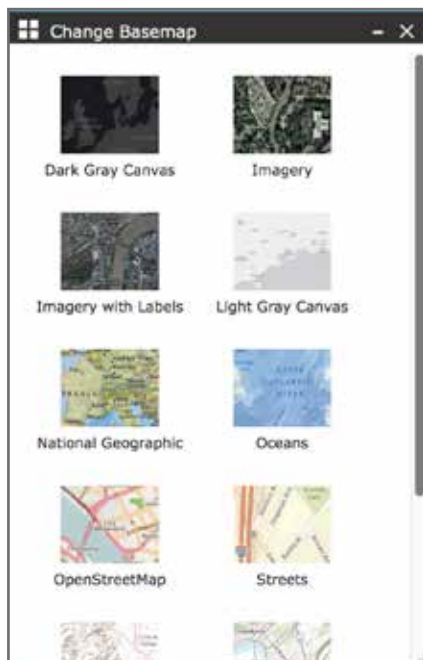 Change Basemap
Dark Gray Canvas
Imagery
Imagery with Labels
Light Gray Canvas
National Geographic
Oceans
OpenStreetMap
Streets